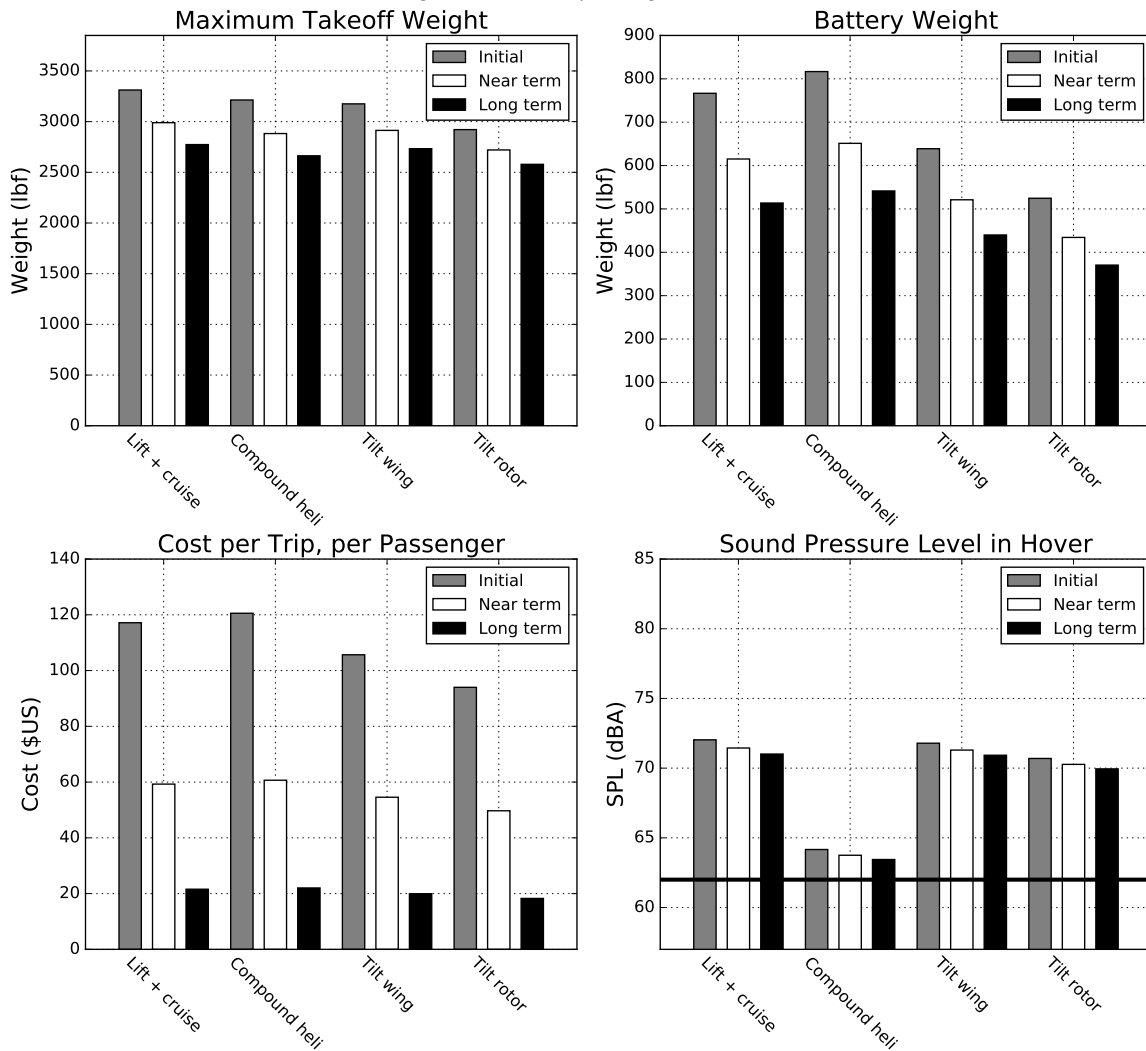 Maximum Takeoff Weight
Weight (lbf)
3500
3000
2500
2000
1500
1000
500
0
Initial
Near term
Long term
Lift + cruise
Compound heli
Tilt wing
Tilt rotor
Battery Weight
Weight (lbf)
900
800
700
600
500
400
300
200
100
0
Initial
Near term
Long term
Lift + cruise
Compound heli
Tilt wing
Tilt rotor
Cost per Trip, per Passenger
Cost ($US)
140
120
100
80
60
40
20
0
Initial
Near term
Long term
Lift + cruise
Compound heli
Tilt wing
Tilt rotor
Sound Pressure Level in Hover
SPL (dBA)
85
80
75
70
65
60
Initial
Near term
Long term
Lift + cruise
Compound heli
Tilt wing
Tilt rotor